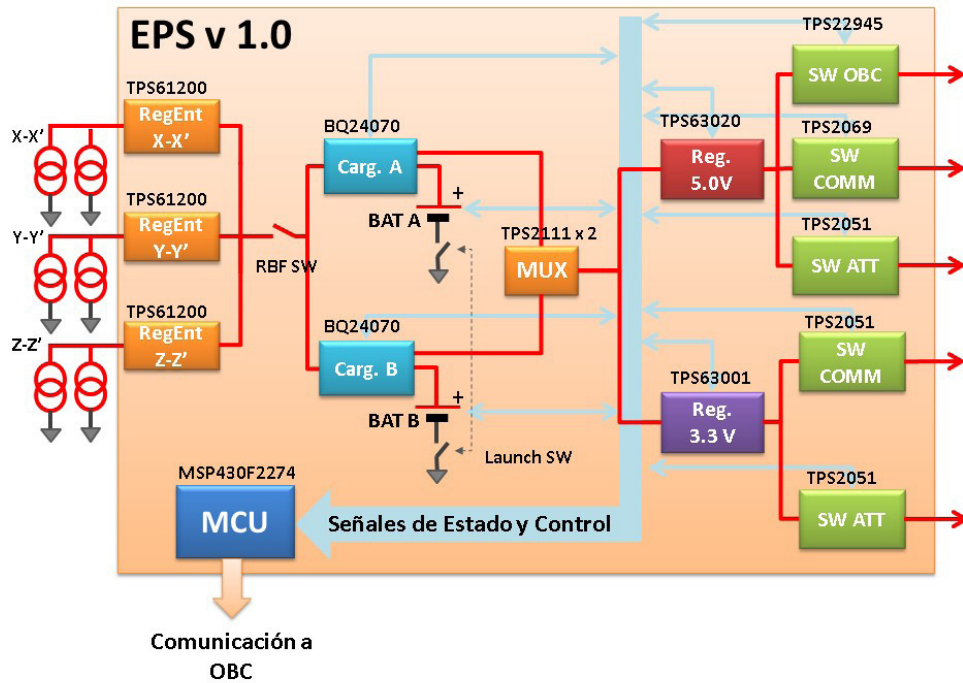 EPS v 1.0
TPS61200
RegEnt
X-X’
X-X’
TPS61200
RegEnt
Y-Y’
Y-Y’
TPS61200
RegEnt
Z-Z’
Z-Z’
RBF SW
BQ24070
Carg. A
+
BAT A
BQ24070
Carg. B
+
BAT B
Launch SW
TPS2111 x 2
MUX
TPS63020
Reg.
5.0V
TPS63001
Reg.
3.3 V
TPS22945
SW OBC
TPS2069
SW
COMM
TPS2051
SW ATT
TPS2051
SW
COMM
TPS2051
SW ATT
MSP430F2274
MCU
Señales de Estado y Control
Comunicación a
OBC